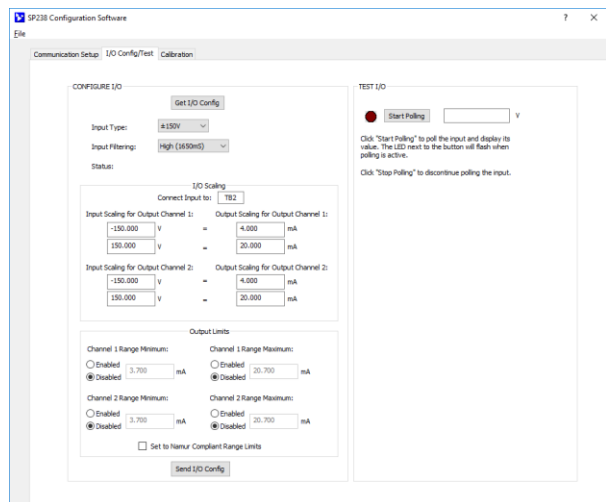 SP238 Configuration Software
File
Communication Setup I/O Config/Test Calibration
CONFIGURE I/O
Get I/O Config
Input Type: ±150V
Input Filtering: High (1650mS)
Status:
I/O Scaling
Connect Input to: TB2
Input Scaling for Output Channel 1: Output Scaling for Output Channel 1:
-150.000 V = 4.000 mA
150.000 V = 20.000 mA
Input Scaling for Output Channel 2: Output Scaling for Output Channel 2:
-150.000 V = 4.000 mA
150.000 V = 20.000 mA
Output Limits
Channel 1 Range Minimum: Channel 1 Range Maximum:
Enabled Enabled
3.700 mA 20.700 mA
Disabled Disabled
Channel 2 Range Minimum: Channel 2 Range Maximum:
Enabled Enabled
3.700 mA 20.700 mA
Disabled Disabled
Set to Namur Compliant Range Limits
Send I/O Config
TEST I/O
Start Polling V
Click "Start Polling" to poll the input and display its
value. The LED next to the button will flash when
polling is active.
Click "Stop Polling" to discontinue polling the input.